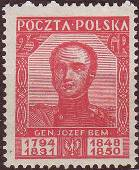 POCZTA·POLSKA
25 GR
GEN. JÓZEF BEM
1794 1848
1831 1850